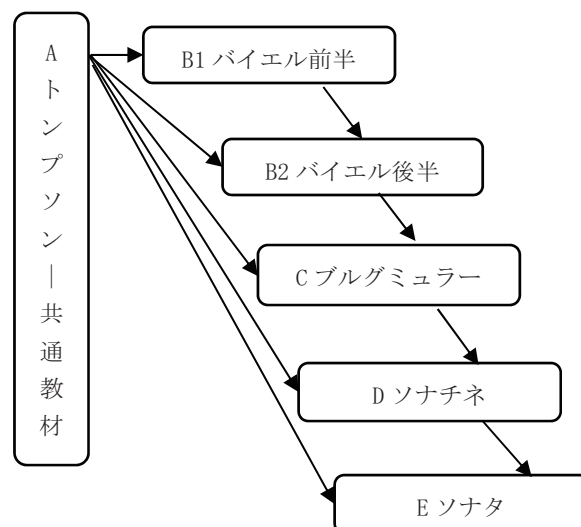 Aトンプソン―共通教材
B1 バイエル前半
B2 バイエル後半
C ブルグミュラー
D ソナチネ
E ソナタ